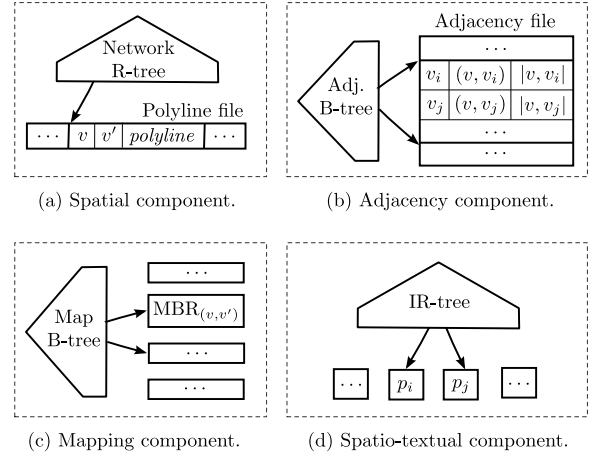 Network
R-tree
Polyline file
··· v v′ polyline ···
(a) Spatial component.
Adjacency file
Adj.
B-tree
···
v_i (v, v_i) |v, v_i|
v_j (v, v_j) |v, v_j|
···
···
(b) Adjacency component.
Map
B-tree
···
MBR_(v,v′)
···
···
(c) Mapping component.
IR-tree
··· p_i p_j ···
(d) Spatio-textual component.